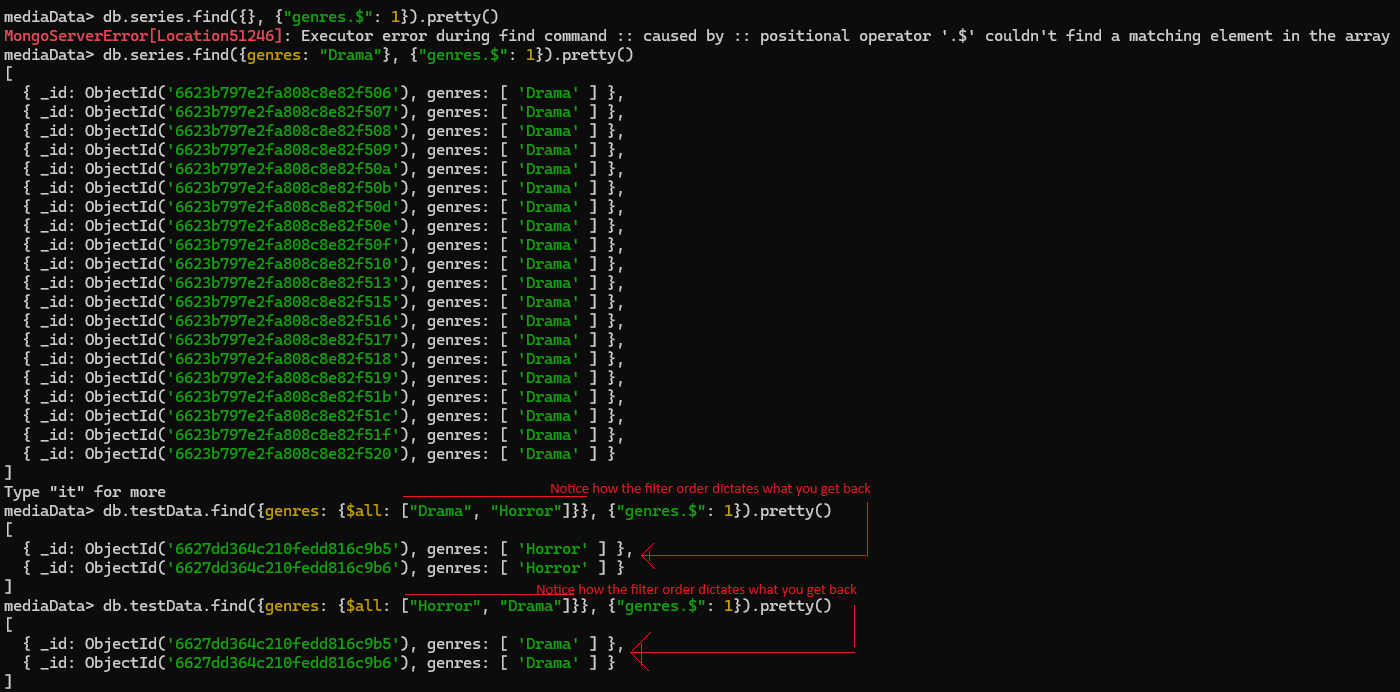 mediaData> db.series.find({}, {"genres.$": 1}).pretty()
MongoServerError[Location51246]: Executor error during find command :: caused by :: positional operator '.$' couldn't find a matching element in the array
mediaData> db.series.find({genres: "Drama"}, {"genres.$": 1}).pretty()
[
  { _id: ObjectId('6623b797e2fa808c8e82f506'), genres: [ 'Drama' ] },
  { _id: ObjectId('6623b797e2fa808c8e82f507'), genres: [ 'Drama' ] },
  { _id: ObjectId('6623b797e2fa808c8e82f508'), genres: [ 'Drama' ] },
  { _id: ObjectId('6623b797e2fa808c8e82f509'), genres: [ 'Drama' ] },
  { _id: ObjectId('6623b797e2fa808c8e82f50a'), genres: [ 'Drama' ] },
  { _id: ObjectId('6623b797e2fa808c8e82f50b'), genres: [ 'Drama' ] },
  { _id: ObjectId('6623b797e2fa808c8e82f50d'), genres: [ 'Drama' ] },
  { _id: ObjectId('6623b797e2fa808c8e82f50e'), genres: [ 'Drama' ] },
  { _id: ObjectId('6623b797e2fa808c8e82f50f'), genres: [ 'Drama' ] },
  { _id: ObjectId('6623b797e2fa808c8e82f510'), genres: [ 'Drama' ] },
  { _id: ObjectId('6623b797e2fa808c8e82f513'), genres: [ 'Drama' ] },
  { _id: ObjectId('6623b797e2fa808c8e82f515'), genres: [ 'Drama' ] },
  { _id: ObjectId('6623b797e2fa808c8e82f516'), genres: [ 'Drama' ] },
  { _id: ObjectId('6623b797e2fa808c8e82f517'), genres: [ 'Drama' ] },
  { _id: ObjectId('6623b797e2fa808c8e82f518'), genres: [ 'Drama' ] },
  { _id: ObjectId('6623b797e2fa808c8e82f519'), genres: [ 'Drama' ] },
  { _id: ObjectId('6623b797e2fa808c8e82f51b'), genres: [ 'Drama' ] },
  { _id: ObjectId('6623b797e2fa808c8e82f51c'), genres: [ 'Drama' ] },
  { _id: ObjectId('6623b797e2fa808c8e82f51f'), genres: [ 'Drama' ] },
  { _id: ObjectId('6623b797e2fa808c8e82f520'), genres: [ 'Drama' ] }
]
Type "it" for more
Notice how the filter order dictates what you get back
mediaData> db.testData.find({genres: {$all: ["Drama", "Horror"]}}, {"genres.$": 1}).pretty()
[
  { _id: ObjectId('6627dd364c210fedd816c9b5'), genres: [ 'Horror' ] },
  { _id: ObjectId('6627dd364c210fedd816c9b6'), genres: [ 'Horror' ] }
]
Notice how the filter order dictates what you get back
mediaData> db.testData.find({genres: {$all: ["Horror", "Drama"]}}, {"genres.$": 1}).pretty()
[
  { _id: ObjectId('6627dd364c210fedd816c9b5'), genres: [ 'Drama' ] },
  { _id: ObjectId('6627dd364c210fedd816c9b6'), genres: [ 'Drama' ] }
]